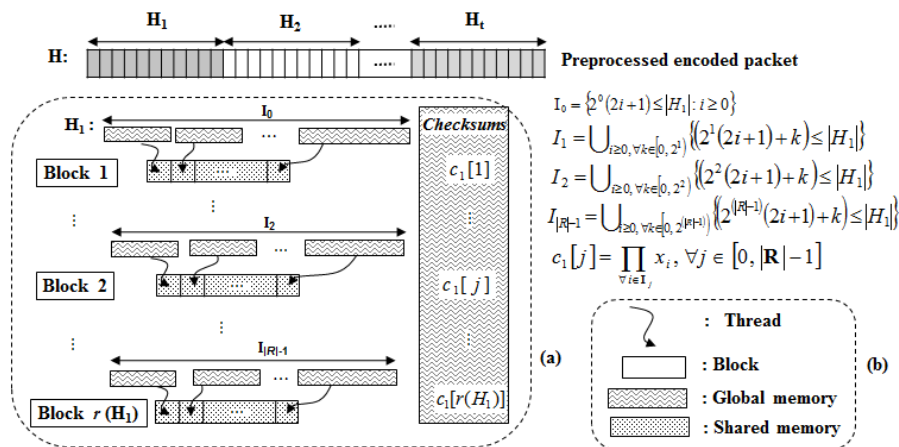 H₁ H₂ ..... Hₜ
H: ..... Preprocessed encoded packet
I₀ = {2⁰(2i+1) ≤ |H₁| : i ≥ 0}
I₁ = ⋃_{i≥0, ∀k∈[0, 2¹)} {(2¹(2i+1)+k) ≤ |H₁|}
I₂ = ⋃_{i≥0, ∀k∈[0, 2²)} {(2²(2i+1)+k) ≤ |H₁|}
I_{|R|-1} = ⋃_{i≥0, ∀k∈[0, 2^{(|R|-1)})} {(2^{(|R|-1)}(2i+1)+k) ≤ |H₁|}
c₁[j] = ∏_{∀i∈I_j} x_i, ∀j ∈ [0, |R|-1]
H₁ : I₀ Checksums
...
Block 1 ... c₁[1]
⋮ ⋮
I₂
...
Block 2 ... c₁[j]
⋮ ⋮ ⋮
I_{|R|-1}
...
Block r (H₁) ... c₁[r(H₁)]
(a)
: Thread
: Block
: Global memory
: Shared memory
(b)